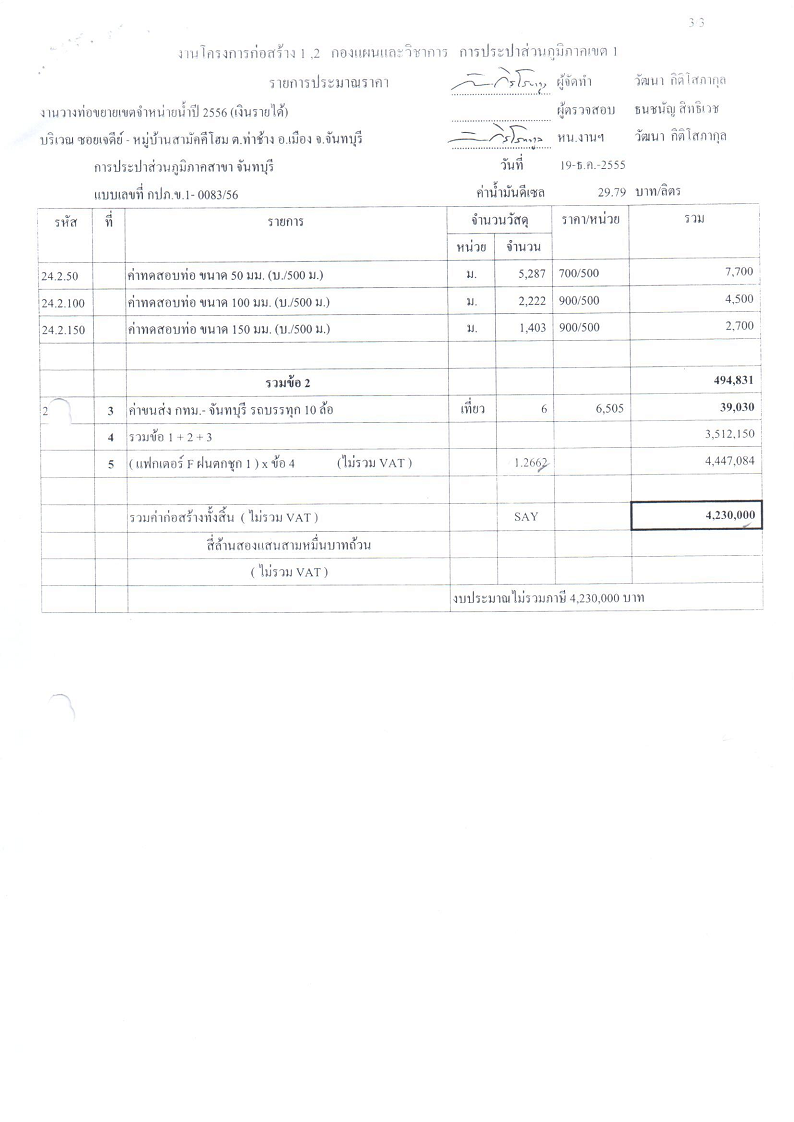 33
งานโครงการก่อสร้าง 1 ,2 กองแผนและวิชาการ การประปาส่วนภูมิภาคเขต 1
รายการประมาณราคา ผู้จัดทำ วัฒนา กิติโสภากุล
งานวางท่อขยายเขตจำหน่ายน้ำปี 2556 (เงินรายได้) ผู้ตรวจสอบ ธนชนัญ สิทธิเวช
บริเวณ ซอยเจดีย์ - หมู่บ้านสามัคคีโฮม ต.ท่าช้าง อ.เมือง จ.จันทบุรี หน.งานฯ วัฒนา กิติโสภากุล
การประปาส่วนภูมิภาคสาขา จันทบุรี วันที่ 19-ธ.ค.-2555
แบบเลขที่ กปภ.ข.1- 0083/56 ค่าน้ำมันดีเซล 29.79 บาท/ลิตร
รหัส ที่ รายการ จำนวนวัสดุ ราคา/หน่วย รวม
หน่วย จำนวน
24.2.50 ค่าทดสอบท่อ ขนาด 50 มม. (บ./500 ม.) ม. 5,287 700/500 7,700
24.2.100 ค่าทดสอบท่อ ขนาด 100 มม. (บ./500 ม.) ม. 2,222 900/500 4,500
24.2.150 ค่าทดสอบท่อ ขนาด 150 มม. (บ./500 ม.) ม. 1,403 900/500 2,700
รวมข้อ 2 494,831
2 3 ค่าขนส่ง กทม.- จันทบุรี รถบรรทุก 10 ล้อ เที่ยว 6 6,505 39,030
4 รวมข้อ 1 + 2 + 3 3,512,150
5 ( แฟกเตอร์ F ฝนตกชุก 1 ) x ข้อ 4 (ไม่รวม VAT ) 1.2662 4,447,084
รวมค่าก่อสร้างทั้งสิ้น ( ไม่รวม VAT ) SAY 4,230,000
สี่ล้านสองแสนสามหมื่นบาทถ้วน
( ไม่รวม VAT )
งบประมาณไม่รวมภาษี 4,230,000 บาท